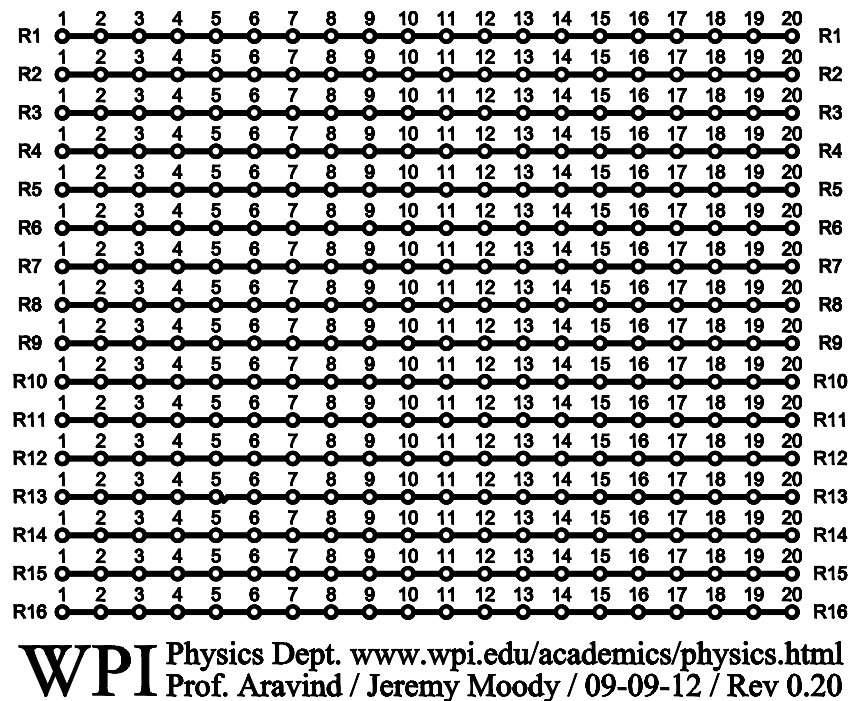 1 2 3 4 5 6 7 8 9 10 11 12 13 14 15 16 17 18 19 20
R1 R1
1 2 3 4 5 6 7 8 9 10 11 12 13 14 15 16 17 18 19 20
R2 R2
1 2 3 4 5 6 7 8 9 10 11 12 13 14 15 16 17 18 19 20
R3 R3
1 2 3 4 5 6 7 8 9 10 11 12 13 14 15 16 17 18 19 20
R4 R4
1 2 3 4 5 6 7 8 9 10 11 12 13 14 15 16 17 18 19 20
R5 R5
1 2 3 4 5 6 7 8 9 10 11 12 13 14 15 16 17 18 19 20
R6 R6
1 2 3 4 5 6 7 8 9 10 11 12 13 14 15 16 17 18 19 20
R7 R7
1 2 3 4 5 6 7 8 9 10 11 12 13 14 15 16 17 18 19 20
R8 R8
1 2 3 4 5 6 7 8 9 10 11 12 13 14 15 16 17 18 19 20
R9 R9
1 2 3 4 5 6 7 8 9 10 11 12 13 14 15 16 17 18 19 20
R10 R10
1 2 3 4 5 6 7 8 9 10 11 12 13 14 15 16 17 18 19 20
R11 R11
1 2 3 4 5 6 7 8 9 10 11 12 13 14 15 16 17 18 19 20
R12 R12
1 2 3 4 5 6 7 8 9 10 11 12 13 14 15 16 17 18 19 20
R13 R13
1 2 3 4 5 6 7 8 9 10 11 12 13 14 15 16 17 18 19 20
R14 R14
1 2 3 4 5 6 7 8 9 10 11 12 13 14 15 16 17 18 19 20
R15 R15
1 2 3 4 5 6 7 8 9 10 11 12 13 14 15 16 17 18 19 20
R16 R16
WPI
Physics Dept. www.wpi.edu/academics/physics.html
Prof. Aravind / Jeremy Moody / 09-09-12 / Rev 0.20